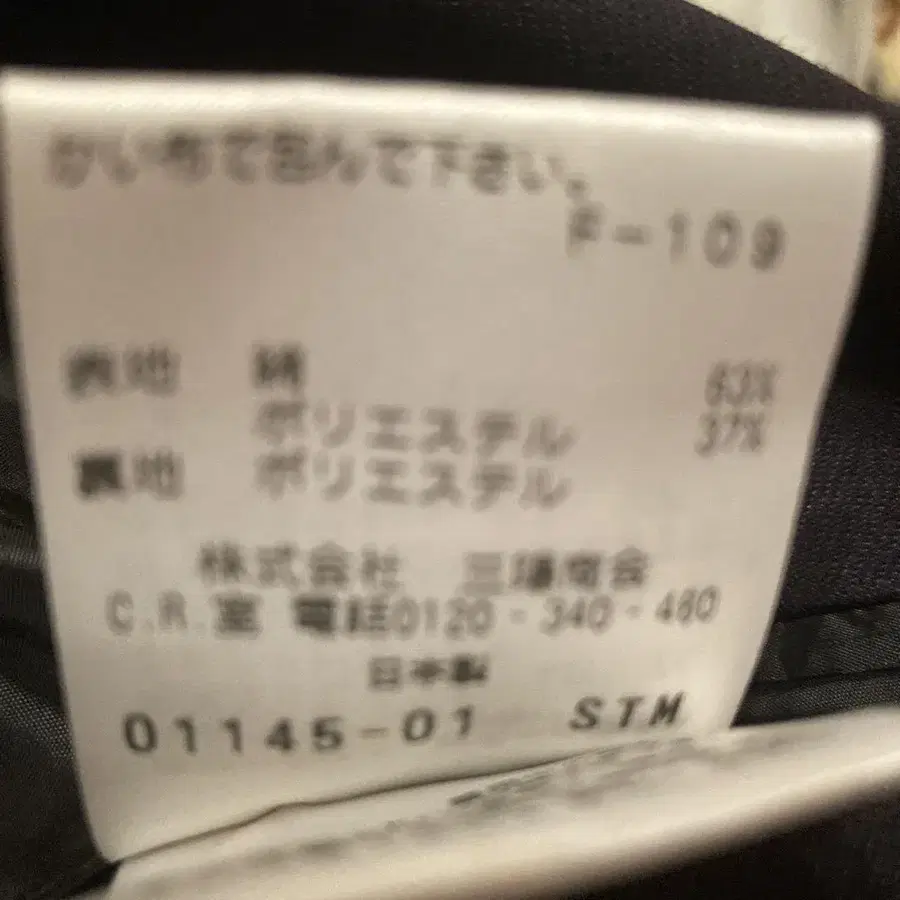 かい布で包んで下さい。
F-109
表地 綿 63%
ポリエステル 37%
裏地 ポリエステル
株式会社 三陽商会
C.R.室 電話0120-340-460
日本製
01145-01 STM